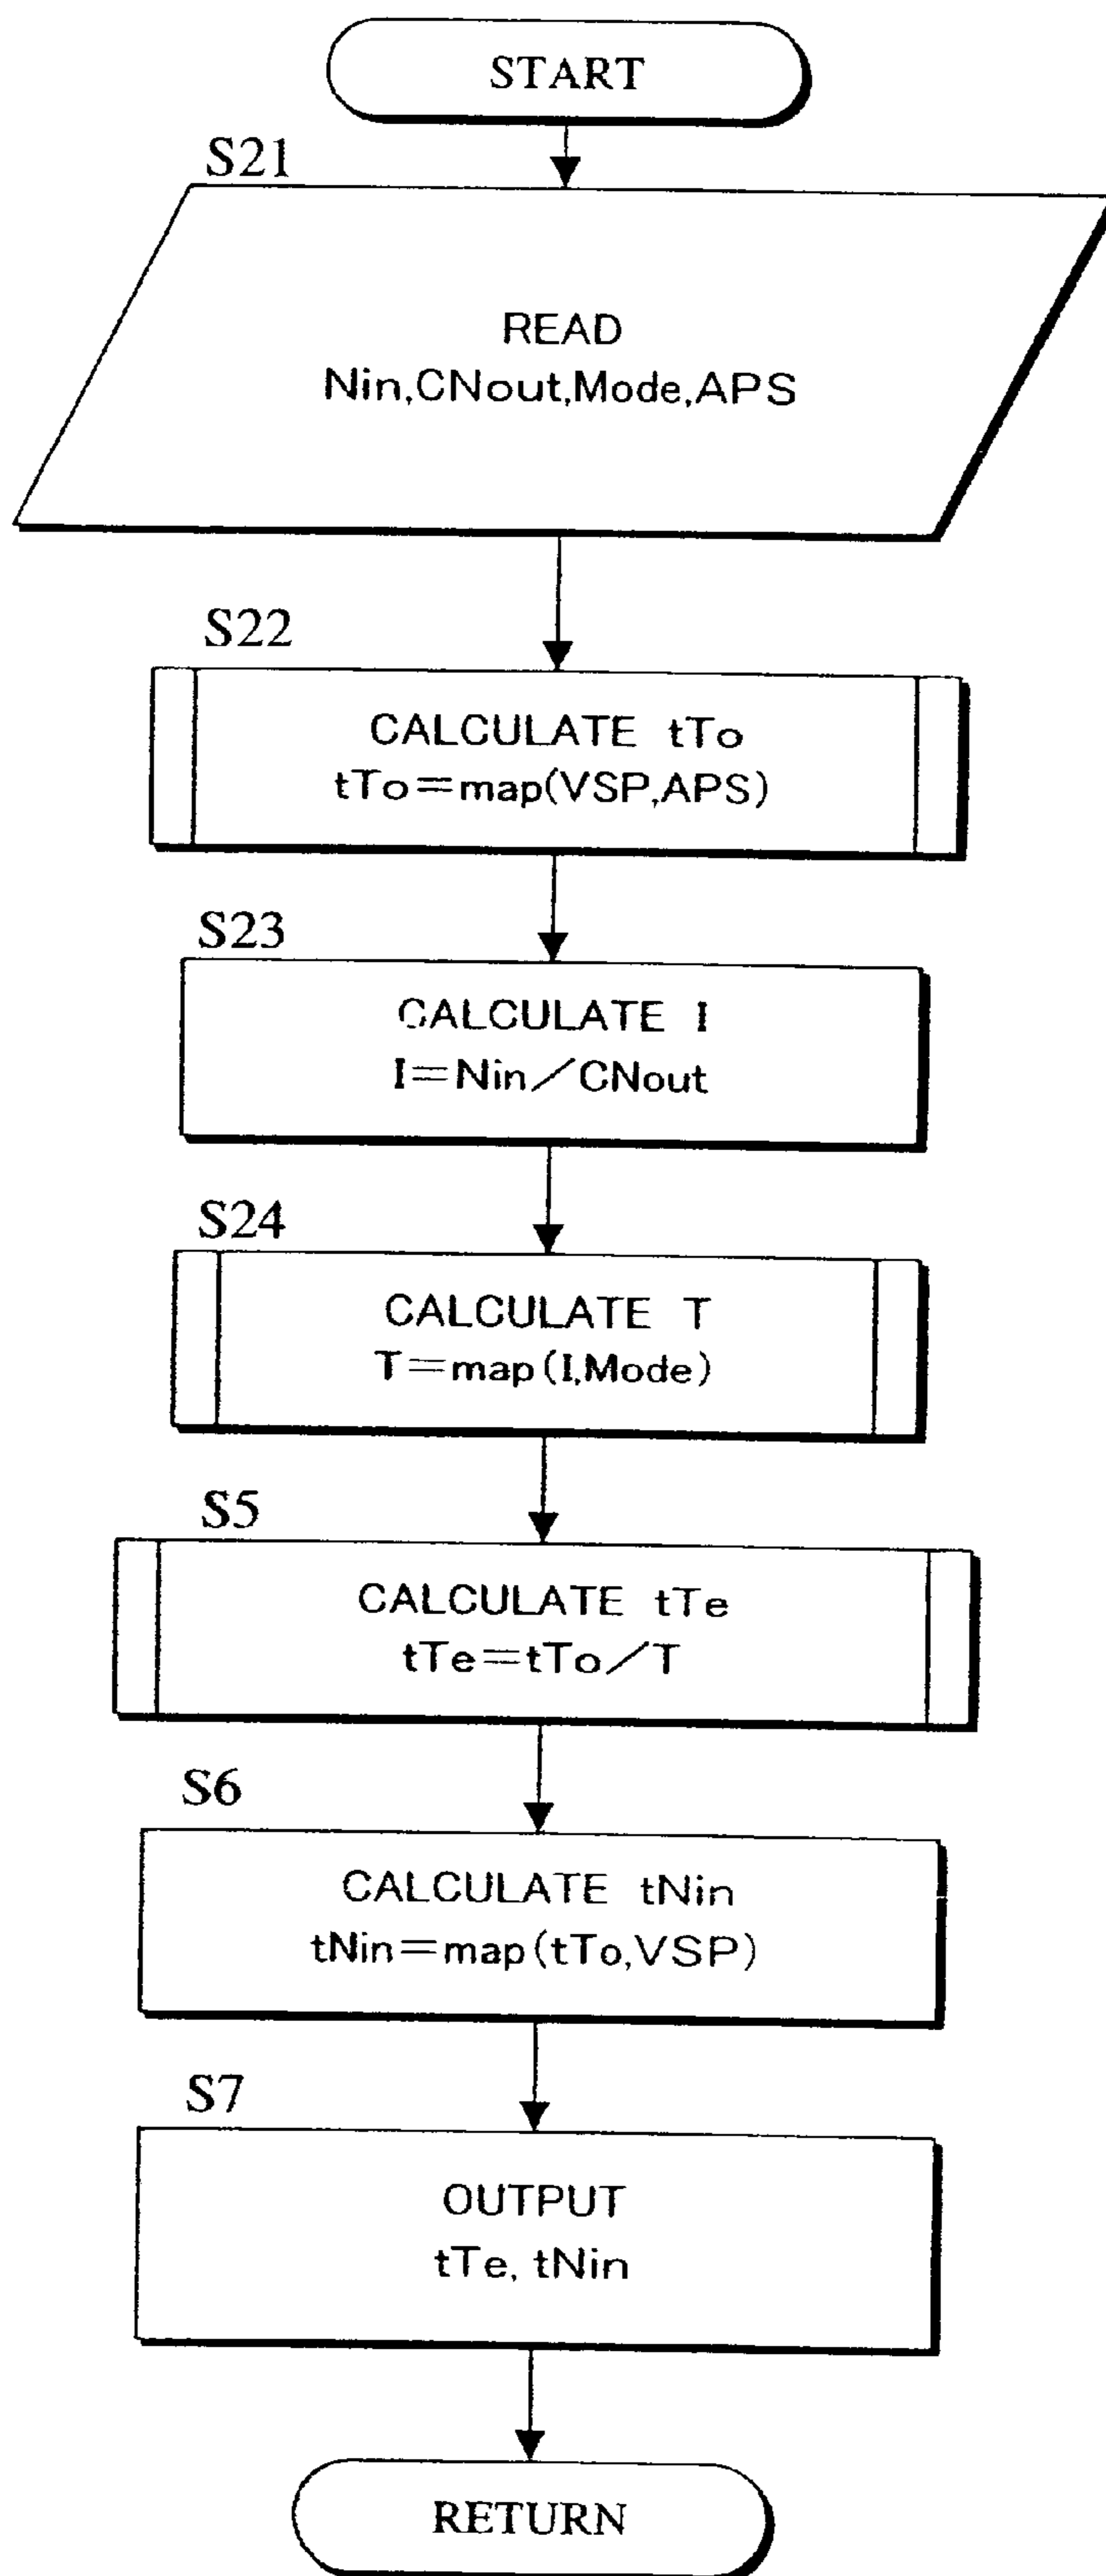 START
S21
READ
Nin,CNout,Mode,APS
S22
CALCULATE tTo
tTo=map(VSP,APS)
S23
CALCULATE I
I=Nin／CNout
S24
CALCULATE T
T=map(I,Mode)
S5
CALCULATE tTe
tTe=tTo／T
S6
CALCULATE tNin
tNin=map(tTo,VSP)
S7
OUTPUT
tTe, tNin
RETURN